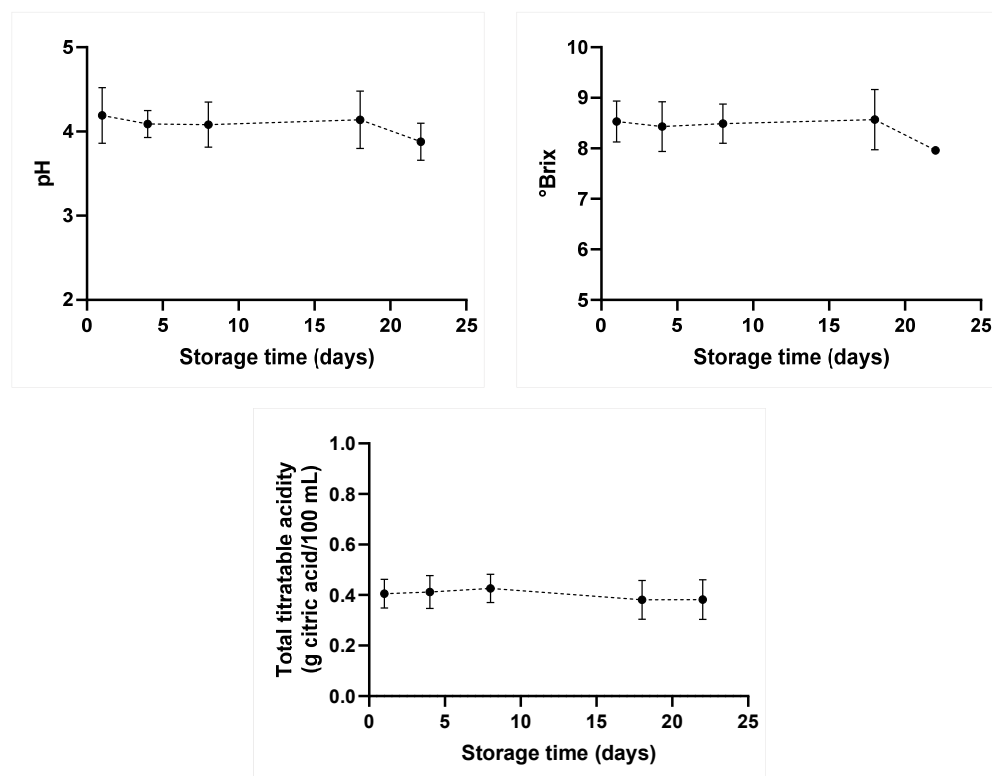 5
4
3
2
pH
0 5 10 15 20 25
Storage time (days)
10
9
8
7
6
5
°Brix
0 5 10 15 20 25
Storage time (days)
1.0
0.8
0.6
0.4
0.2
0.0
Total titratable acidity
(g citric acid/100 mL)
0 5 10 15 20 25
Storage time (days)